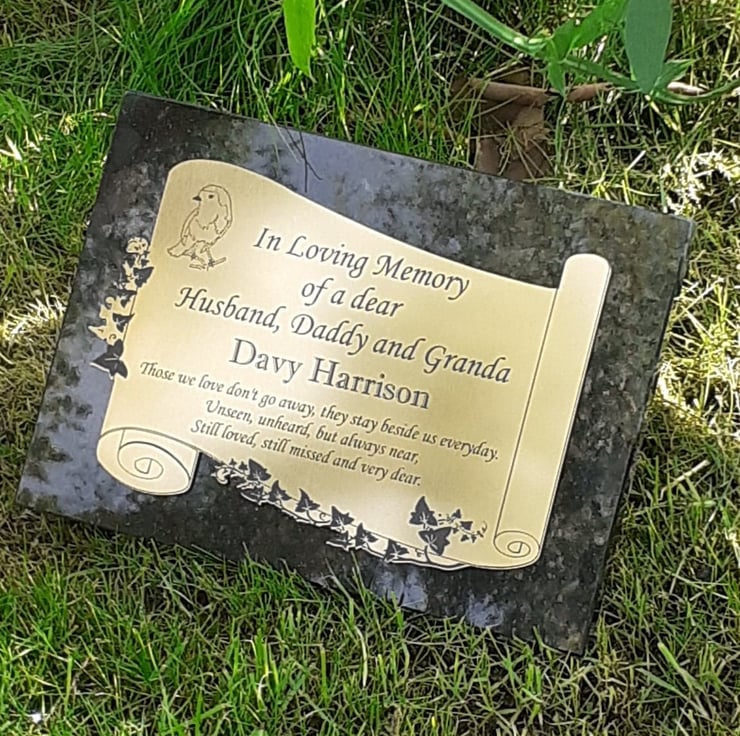 In Loving Memory
of a dear
Husband, Daddy and Granda
Davy Harrison
Those we love don't go away, they stay beside us everyday.
Unseen, unheard, but always near,
Still loved, still missed and very dear.